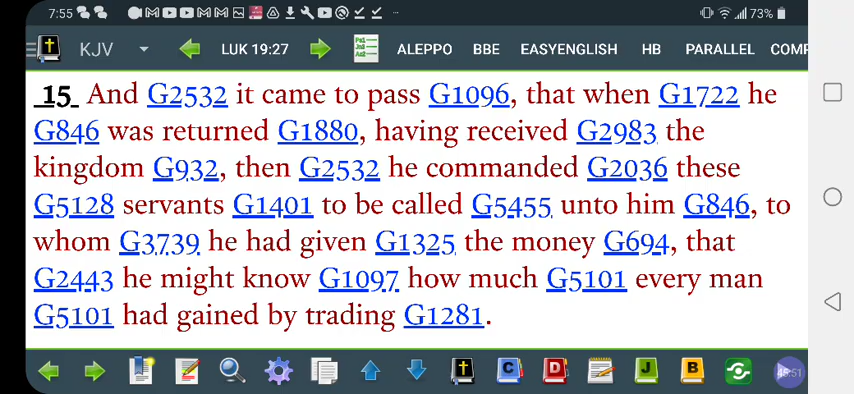 7:55 73%
KJV LUK 19:27 ALEPPO BBE EASYENGLISH HB PARALLEL COMP
15 And G2532 it came to pass G1096, that when G1722 he
G846 was returned G1880, having received G2983 the
kingdom G932, then G2532 he commanded G2036 these
G5128 servants G1401 to be called G5455 unto him G846, to
whom G3739 he had given G1325 the money G694, that
G2443 he might know G1097 how much G5101 every man
G5101 had gained by trading G1281.
C D J B